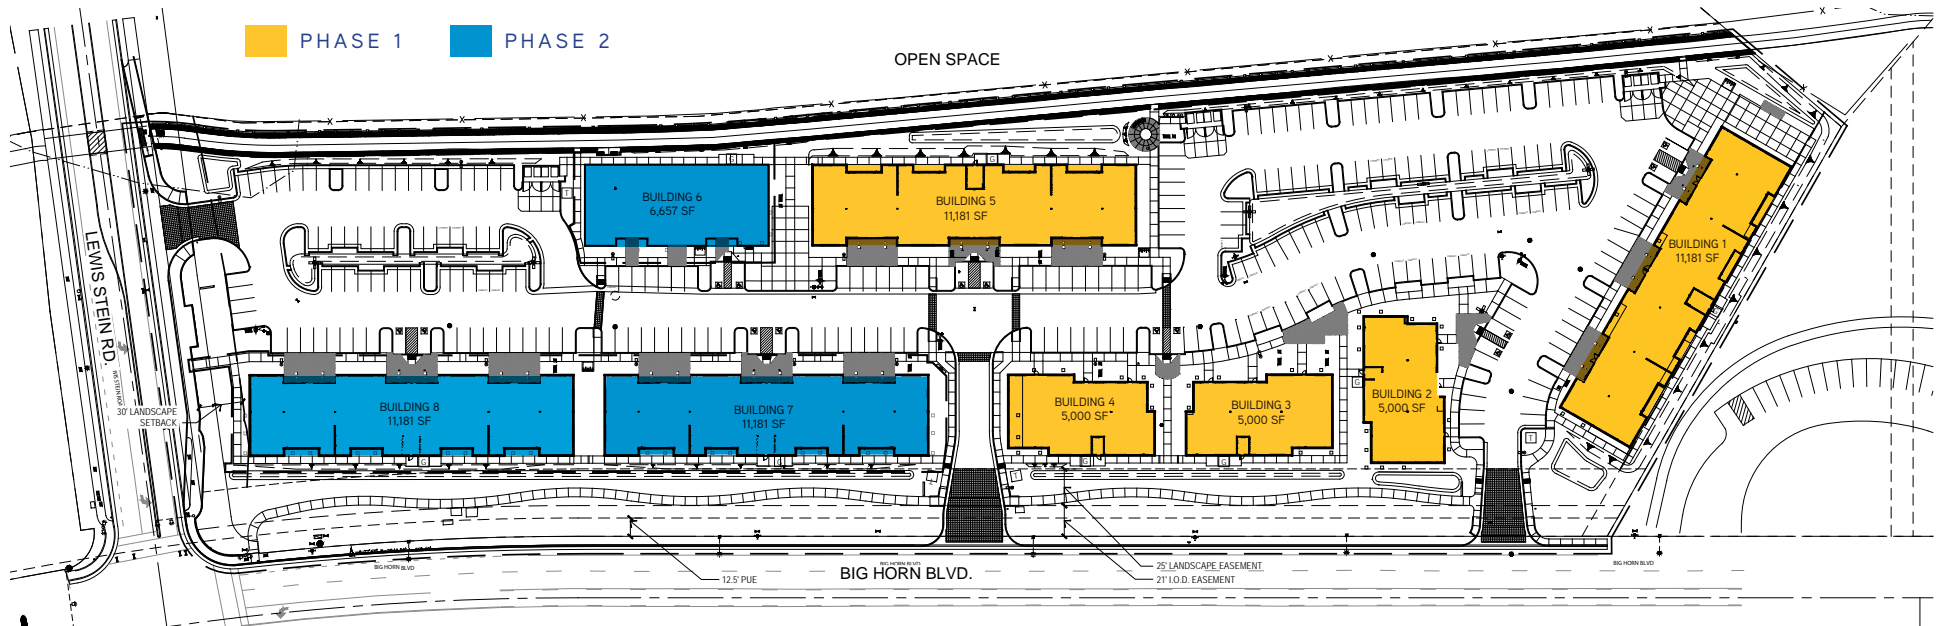 PHASE 1
PHASE 2
OPEN SPACE
BUILDING 6
6,657 SF
BUILDING 5
11,181 SF
BUILDING 1
11,181 SF
LEWIS STEIN RD.
BUILDING 8
11,181 SF
BUILDING 7
11,181 SF
BUILDING 4
5,000 SF
BUILDING 3
5,000 SF
BUILDING 2
5,000 SF
30' LANDSCAPE
SETBACK
G
G
G
G
G
G
G
T
T
12.5' PUE
25' LANDSCAPE EASEMENT
21' I.O.D. EASEMENT
BIG HORN BLVD
BIG HORN BLVD
BIG HORN BLVD.
BIG HORN BLVD